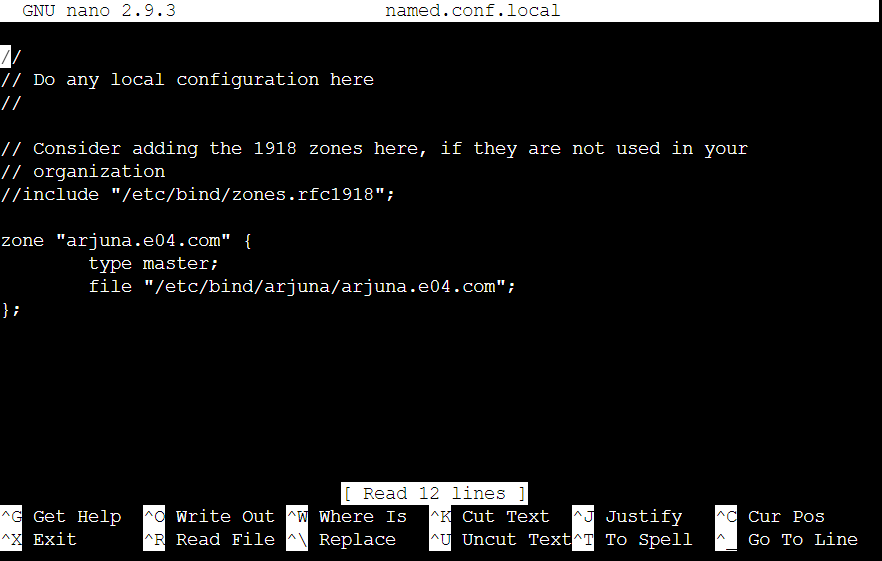 GNU nano 2.9.3 named.conf.local
//
// Do any local configuration here
//
// Consider adding the 1918 zones here, if they are not used in your
// organization
//include "/etc/bind/zones.rfc1918";
zone "arjuna.e04.com" {
type master;
file "/etc/bind/arjuna/arjuna.e04.com";
};
[ Read 12 lines ]
^G Get Help ^O Write Out ^W Where Is ^K Cut Text ^J Justify ^C Cur Pos
^X Exit ^R Read File ^\ Replace ^U Uncut Text^T To Spell ^_ Go To Line